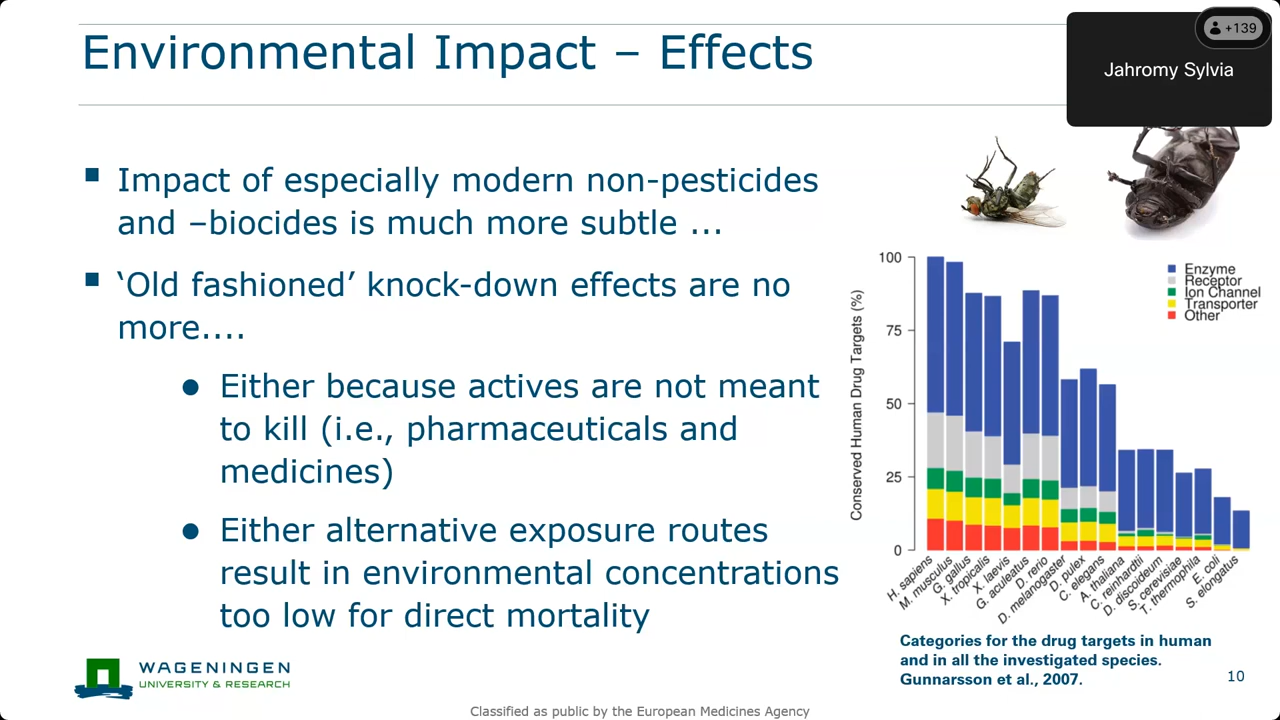 Environmental Impact – Effects
+139
Jahromy Sylvia
▪ Impact of especially modern non-pesticides
and –biocides is much more subtle ...
▪ ‘Old fashioned’ knock-down effects are no
more....
● Either because actives are not meant
to kill (i.e., pharmaceuticals and
medicines)
● Either alternative exposure routes
result in environmental concentrations
too low for direct mortality
Conserved Human Drug Targets (%)
100
75
50
25
0
Enzyme
Receptor
Ion Channel
Transporter
Other
H. sapiens
M. musculus
G. gallus
X. tropicalis
X. laevis
G. aculeatus
D. rerio
D. melanogaster
D. pulex
C. elegans
A. thaliana
C. reinhardtii
D. discoideum
S. cerevisiae
T. thermophila
E. coli
S. elongatus
Categories for the drug targets in human
and in all the investigated species.
Gunnarsson et al., 2007.
WAGENINGEN
UNIVERSITY & RESEARCH
10
Classified as public by the European Medicines Agency